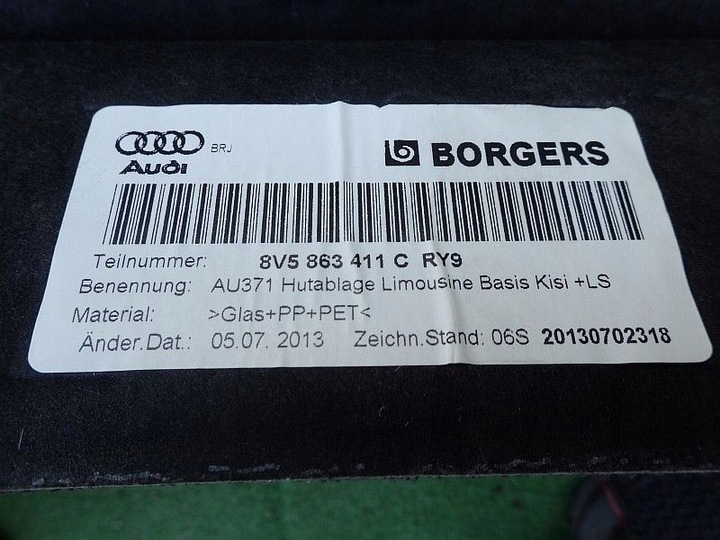 Audi BRJ BORGERS
Teilnummer: 8V5 863 411 C RY9
Benennung: AU371 Hutablage Limousine Basis Kisi +LS
Material: >Glas+PP+PET<
Änder.Dat.: 05.07. 2013 Zeichn.Stand: 06S 20130702318